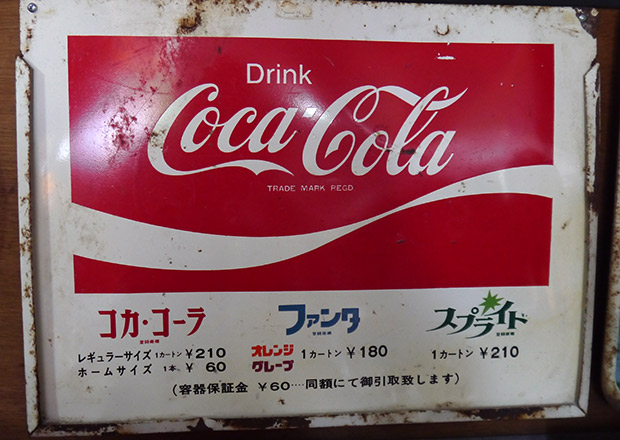 Drink
Coca-Cola
TRADE MARK REGD
コカ・コーラ ファンタ スプライト
レギュラーサイズ 1カートン ¥210 オレンジ 1カートン ¥180 1カートン ¥210
ホームサイズ 1本 ¥60 グレープ
(容器保証金 ¥60‥‥同額にて御引取致します)